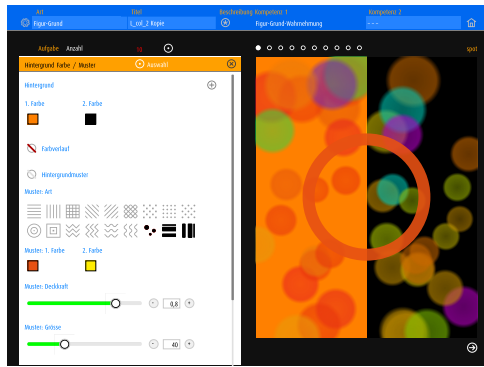 Art Titel Beschreibung Kompetenz 1 Kompetenz 2
Figur-Grund L_col_2 Kopie Figur-Grund-Wahrnehmung - - -
Aufgabe Anzahl 10 spot
Hintergrund Farbe / Muster Auswahl
Hintergrund
1. Farbe 2. Farbe
Farbverlauf
Hintergrundmuster
Muster: Art
Muster: 1. Farbe 2. Farbe
Muster: Deckkraft
0,8
Muster: Grösse
40